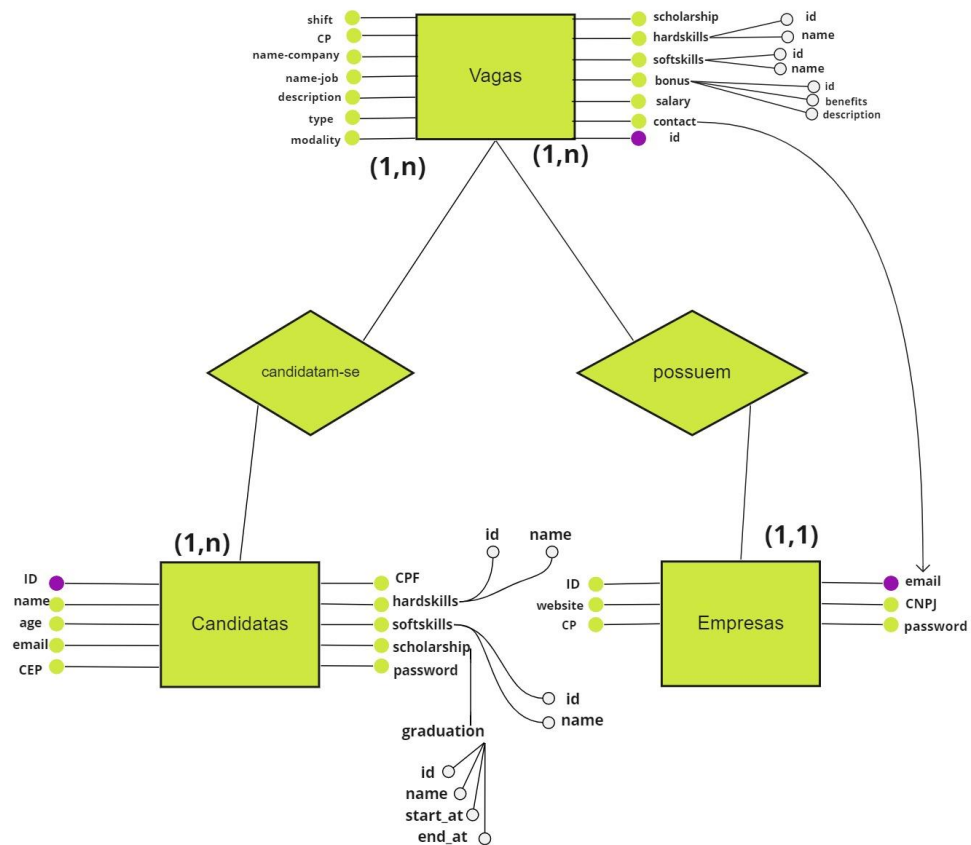 shift
CP
name-company
name-job
description
type
modality
Vagas
scholarship
hardskills
id
name
softskills
id
name
bonus
id
benefits
description
salary
contact
id
(1,n)
(1,n)
candidatam-se
possuem
(1,n)
(1,1)
ID
name
age
email
CEP
Candidatas
CPF
hardskills
id
name
softskills
id
name
scholarship
password
graduation
id
name
start_at
end_at
ID
website
CP
Empresas
email
CNPJ
password